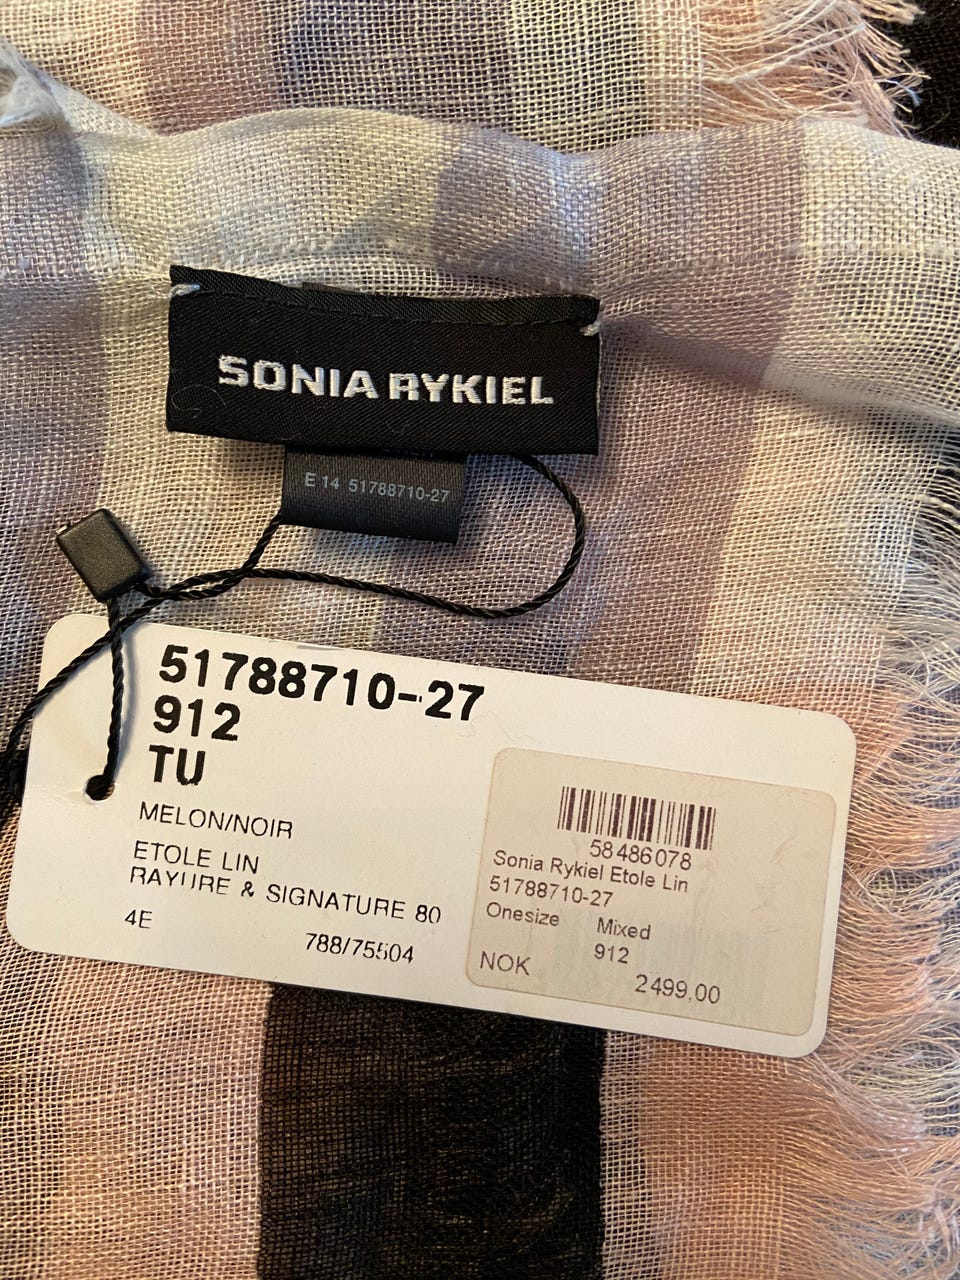 SONIA RYKIEL
E 14 51788710-27
51788710-27
912
TU
MELON/NOIR
ETOLE LIN
RAYURE & SIGNATURE 80
4E
788/75504
58486078
Sonia Rykiel Etole Lin
51788710-27
Onesize Mixed
912
NOK
2499,00